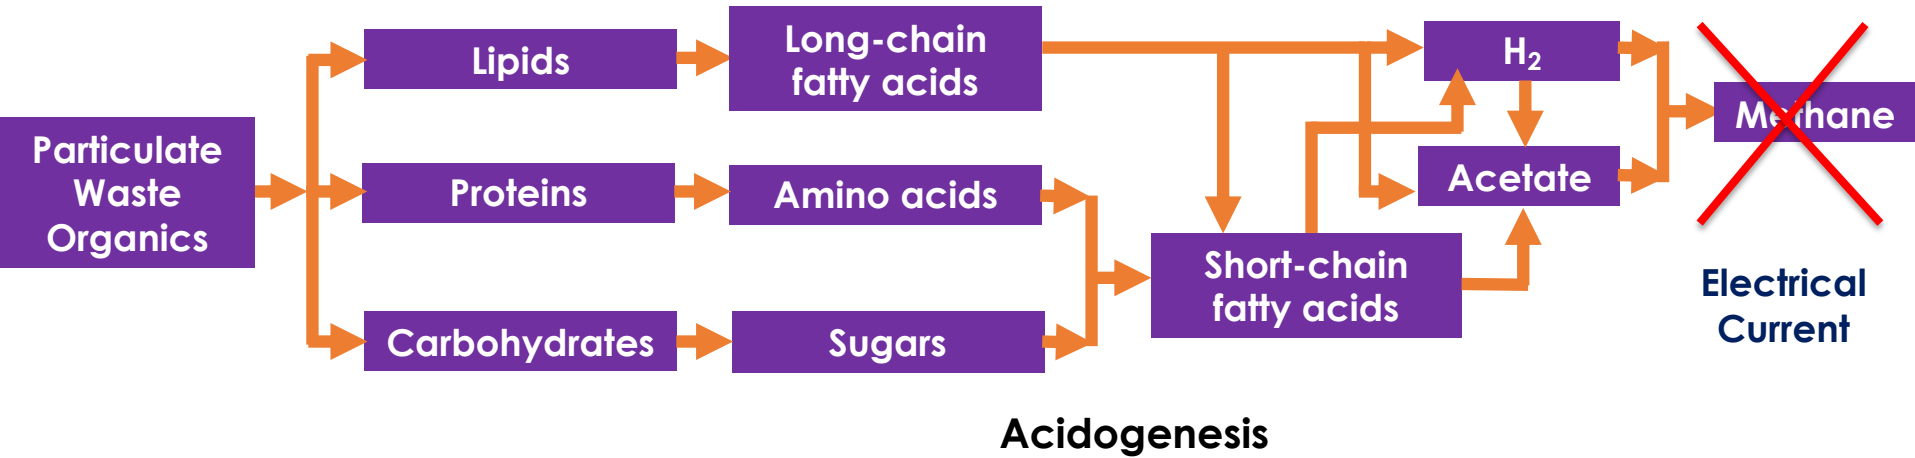 Particulate
Waste
Organics
Lipids
Proteins
Carbohydrates
Long-chain
fatty acids
Amino acids
Sugars
Short-chain
fatty acids
H₂
Acetate
Methane
Electrical
Current
Acidogenesis